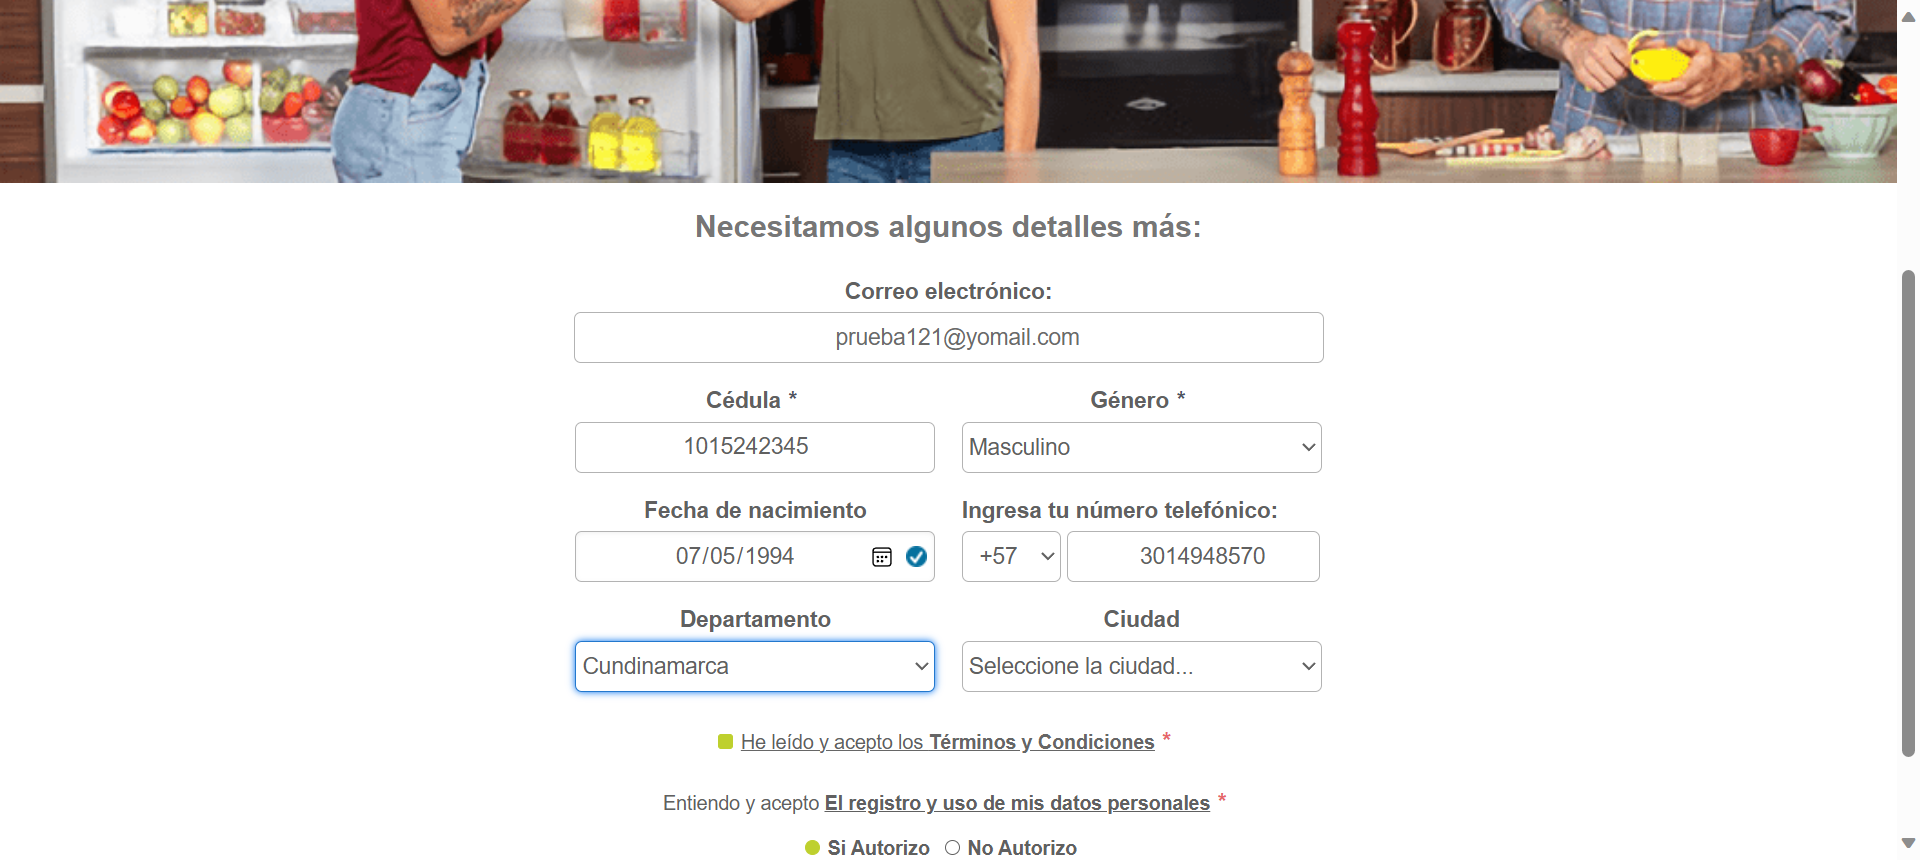 Necesitamos algunos detalles más:
Correo electrónico:
prueba121@yomail.com
Cédula * Género *
1015242345 Masculino
Fecha de nacimiento Ingresa tu número telefónico:
07/05/1994 +57 3014948570
Departamento Ciudad
Cundinamarca Seleccione la ciudad...
He leído y acepto los Términos y Condiciones *
Entiendo y acepto El registro y uso de mis datos personales *
Si Autorizo No Autorizo